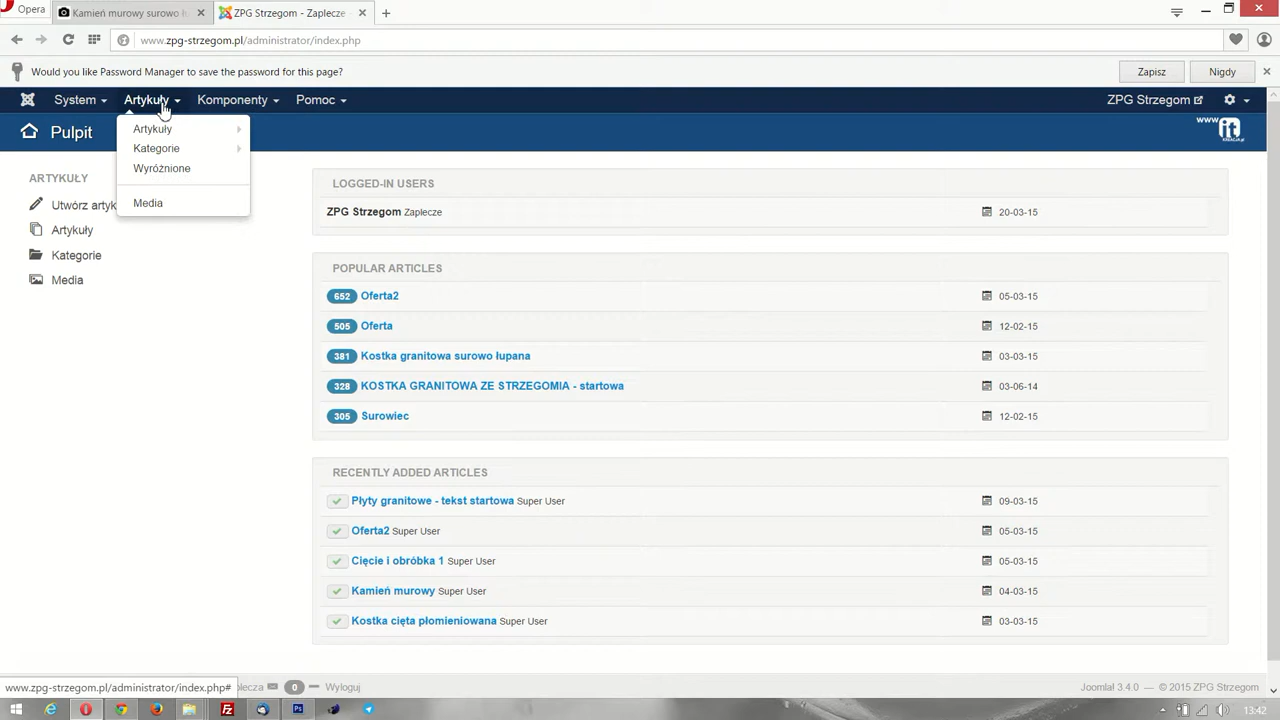 Opera
Kamień murowy surowo łu
ZPG Strzegom - Zaplecze -
www.zpg-strzegom.pl/administrator/index.php
Would you like Password Manager to save the password for this page?
Zapisz
Nigdy
System
Artykuły
Komponenty
Pomoc
ZPG Strzegom
Pulpit
www
it
Artykuły
Kategorie
Wyróżnione
Media
ARTYKUŁY
Utwórz artyk
Artykuły
Kategorie
Media
LOGGED-IN USERS
ZPG Strzegom Zaplecze 20-03-15
POPULAR ARTICLES
652 Oferta2 05-03-15
505 Oferta 12-02-15
381 Kostka granitowa surowo łupana 03-03-15
328 KOSTKA GRANITOWA ZE STRZEGOMIA - startowa 03-06-14
305 Surowiec 12-02-15
RECENTLY ADDED ARTICLES
Płyty granitowe - tekst startowa Super User 09-03-15
Oferta2 Super User 05-03-15
Cięcie i obróbka 1 Super User 05-03-15
Kamień murowy Super User 04-03-15
Kostka cięta płomieniowana Super User 03-03-15
www.zpg-strzegom.pl/administrator/index.php#
plecza 0 Wyloguj
Joomla! 3.4.0 — © 2015 ZPG Strzegom
Ps
13:42